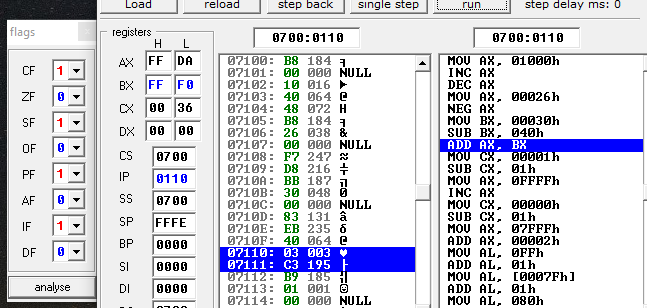 Load reload step back single step run step delay ms: 0
flags
CF 1
ZF 0
SF 1
OF 0
PF 1
AF 0
IF 1
DF 0
analyse
registers
H L
AX FF DA
BX FF F0
CX 00 36
DX 00 00
CS 0700
IP 0110
SS 0700
SP FFFE
BP 0000
SI 0000
DI 0000
0700:0110
07100: B8 184 ╕
07101: 00 000 NULL
07102: 10 016 ►
07103: 40 064 @
07104: 48 072 H
07105: B8 184 ╕
07106: 26 038 &
07107: 00 000 NULL
07108: F7 247 ≈
07109: D8 216 ╪
0710A: BB 187 ╗
0710B: 30 048 0
0710C: 00 000 NULL
0710D: 83 131 â
0710E: EB 235 δ
0710F: 40 064 @
07110: 03 003 ♥
07111: C3 195 ├
07112: B9 185 ╣
07113: 01 001 ☺
07114: 00 000 NULL
0700:0110
MOV AX, 01000h
INC AX
DEC AX
MOV AX, 00026h
NEG AX
MOV BX, 00030h
SUB BX, 040h
ADD AX, BX
MOV CX, 00001h
SUB CX, 01h
MOV AX, 0FFFFh
INC AX
MOV CX, 00000h
SUB CX, 01h
MOV AX, 07FFFh
ADD AX, 00002h
MOV AL, 0FFh
ADD AL, 01h
MOV AL, [0007Fh]
ADD AL, 01h
MOV AL, 080h